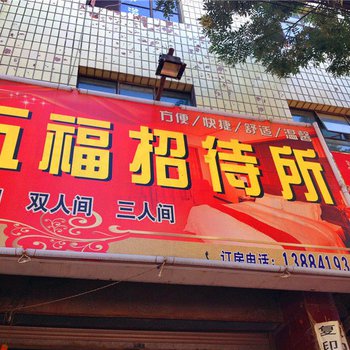 方便/快捷/舒适/温馨
五福招待所
间 双人间 三人间
订房电话:13884193
复印